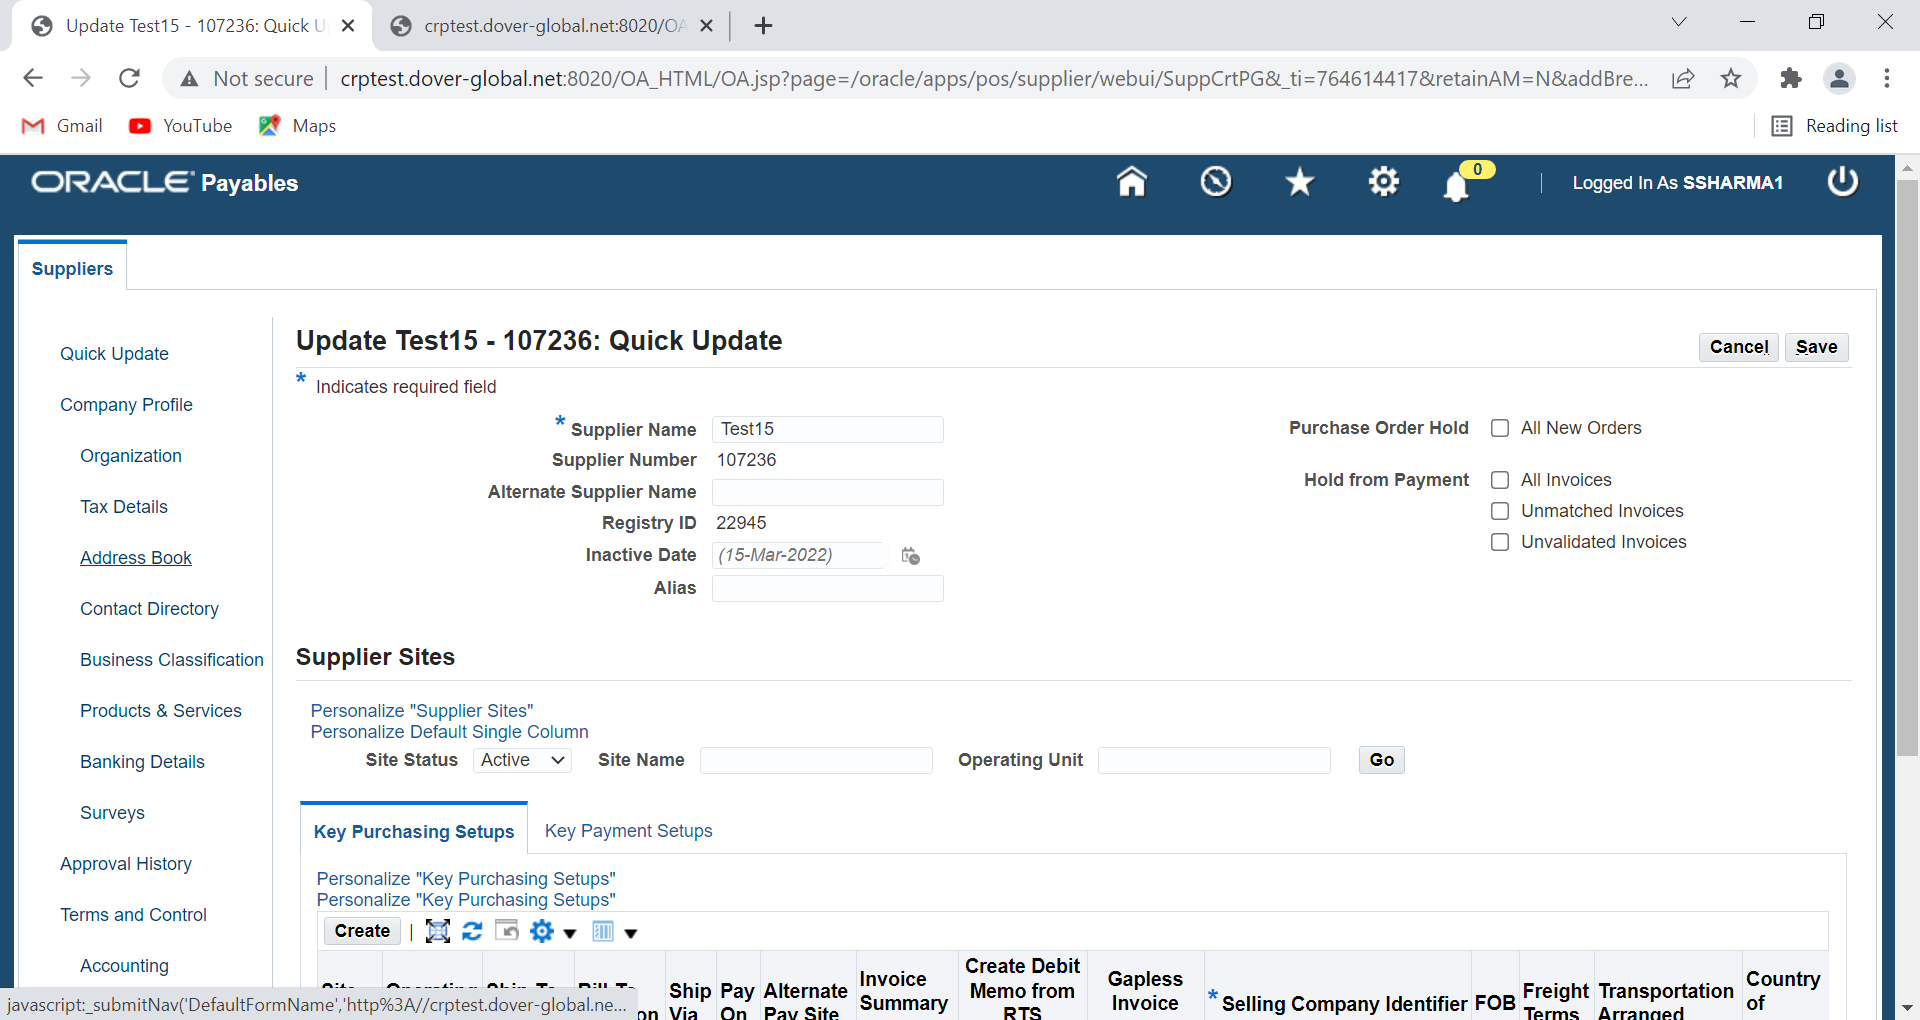 Update Test15 - 107236: Quick U
crptest.dover-global.net:8020/OA
Not secure
crptest.dover-global.net:8020/OA_HTML/OA.jsp?page=/oracle/apps/pos/supplier/webui/SuppCrtPG&_ti=764614417&retainAM=N&addBre...
Gmail
YouTube
Maps
Reading list
ORACLE Payables
0
Logged In As SSHARMA1
Suppliers
Quick Update
Company Profile
Organization
Tax Details
Address Book
Contact Directory
Business Classification
Products & Services
Banking Details
Surveys
Approval History
Terms and Control
Accounting
Update Test15 - 107236: Quick Update
Cancel
Save
* Indicates required field
* Supplier Name Test15
Supplier Number 107236
Alternate Supplier Name
Registry ID 22945
Inactive Date (15-Mar-2022)
Alias
Purchase Order Hold All New Orders
Hold from Payment All Invoices
Unmatched Invoices
Unvalidated Invoices
Supplier Sites
Personalize "Supplier Sites"
Personalize Default Single Column
Site Status Active Site Name Operating Unit Go
Key Purchasing Setups
Key Payment Setups
Personalize "Key Purchasing Setups"
Personalize "Key Purchasing Setups"
Create |
Ship Via
Pay On
Alternate Pay Site
Invoice Summary
Create Debit Memo from RTS
Gapless Invoice
* Selling Company Identifier
FOB
Freight Terms
Transportation Arranged
Country of
javascript:_submitNav('DefaultFormName','http%3A//crptest.dover-global.ne...